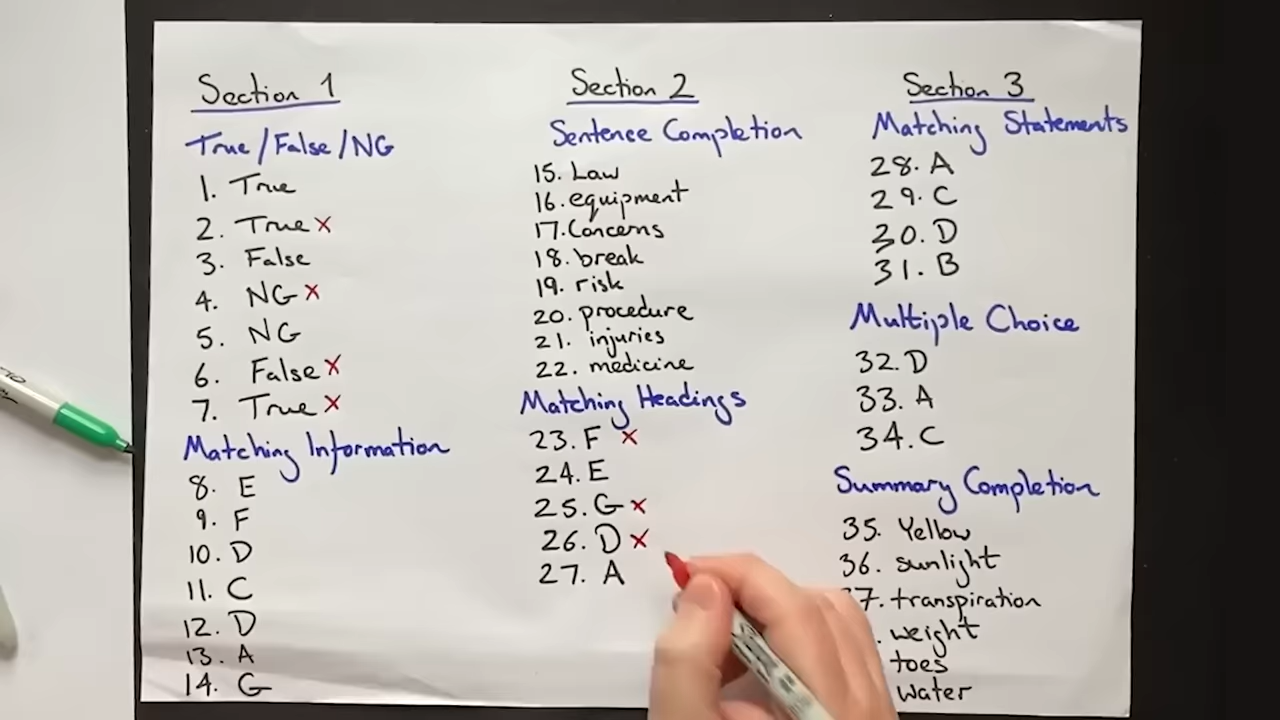 Section 1
True/False/NG
1. True
2. True x
3. False
4. NG x
5. NG
6. False x
7. True x
Matching Information
8. E
9. F
10. D
11. C
12. D
13. A
14. G
Section 2
Sentence Completion
15. Law
16. equipment
17. Concerns
18. break
19. risk
20. procedure
21. injuries
22. medicine
Matching Headings
23. F x
24. E
25. G x
26. D x
27. A
Section 3
Matching Statements
28. A
29. C
30. D
31. B
Multiple Choice
32. D
33. A
34. C
Summary Completion
35. Yellow
36. sunlight
7. transpiration
. weight
toes
water